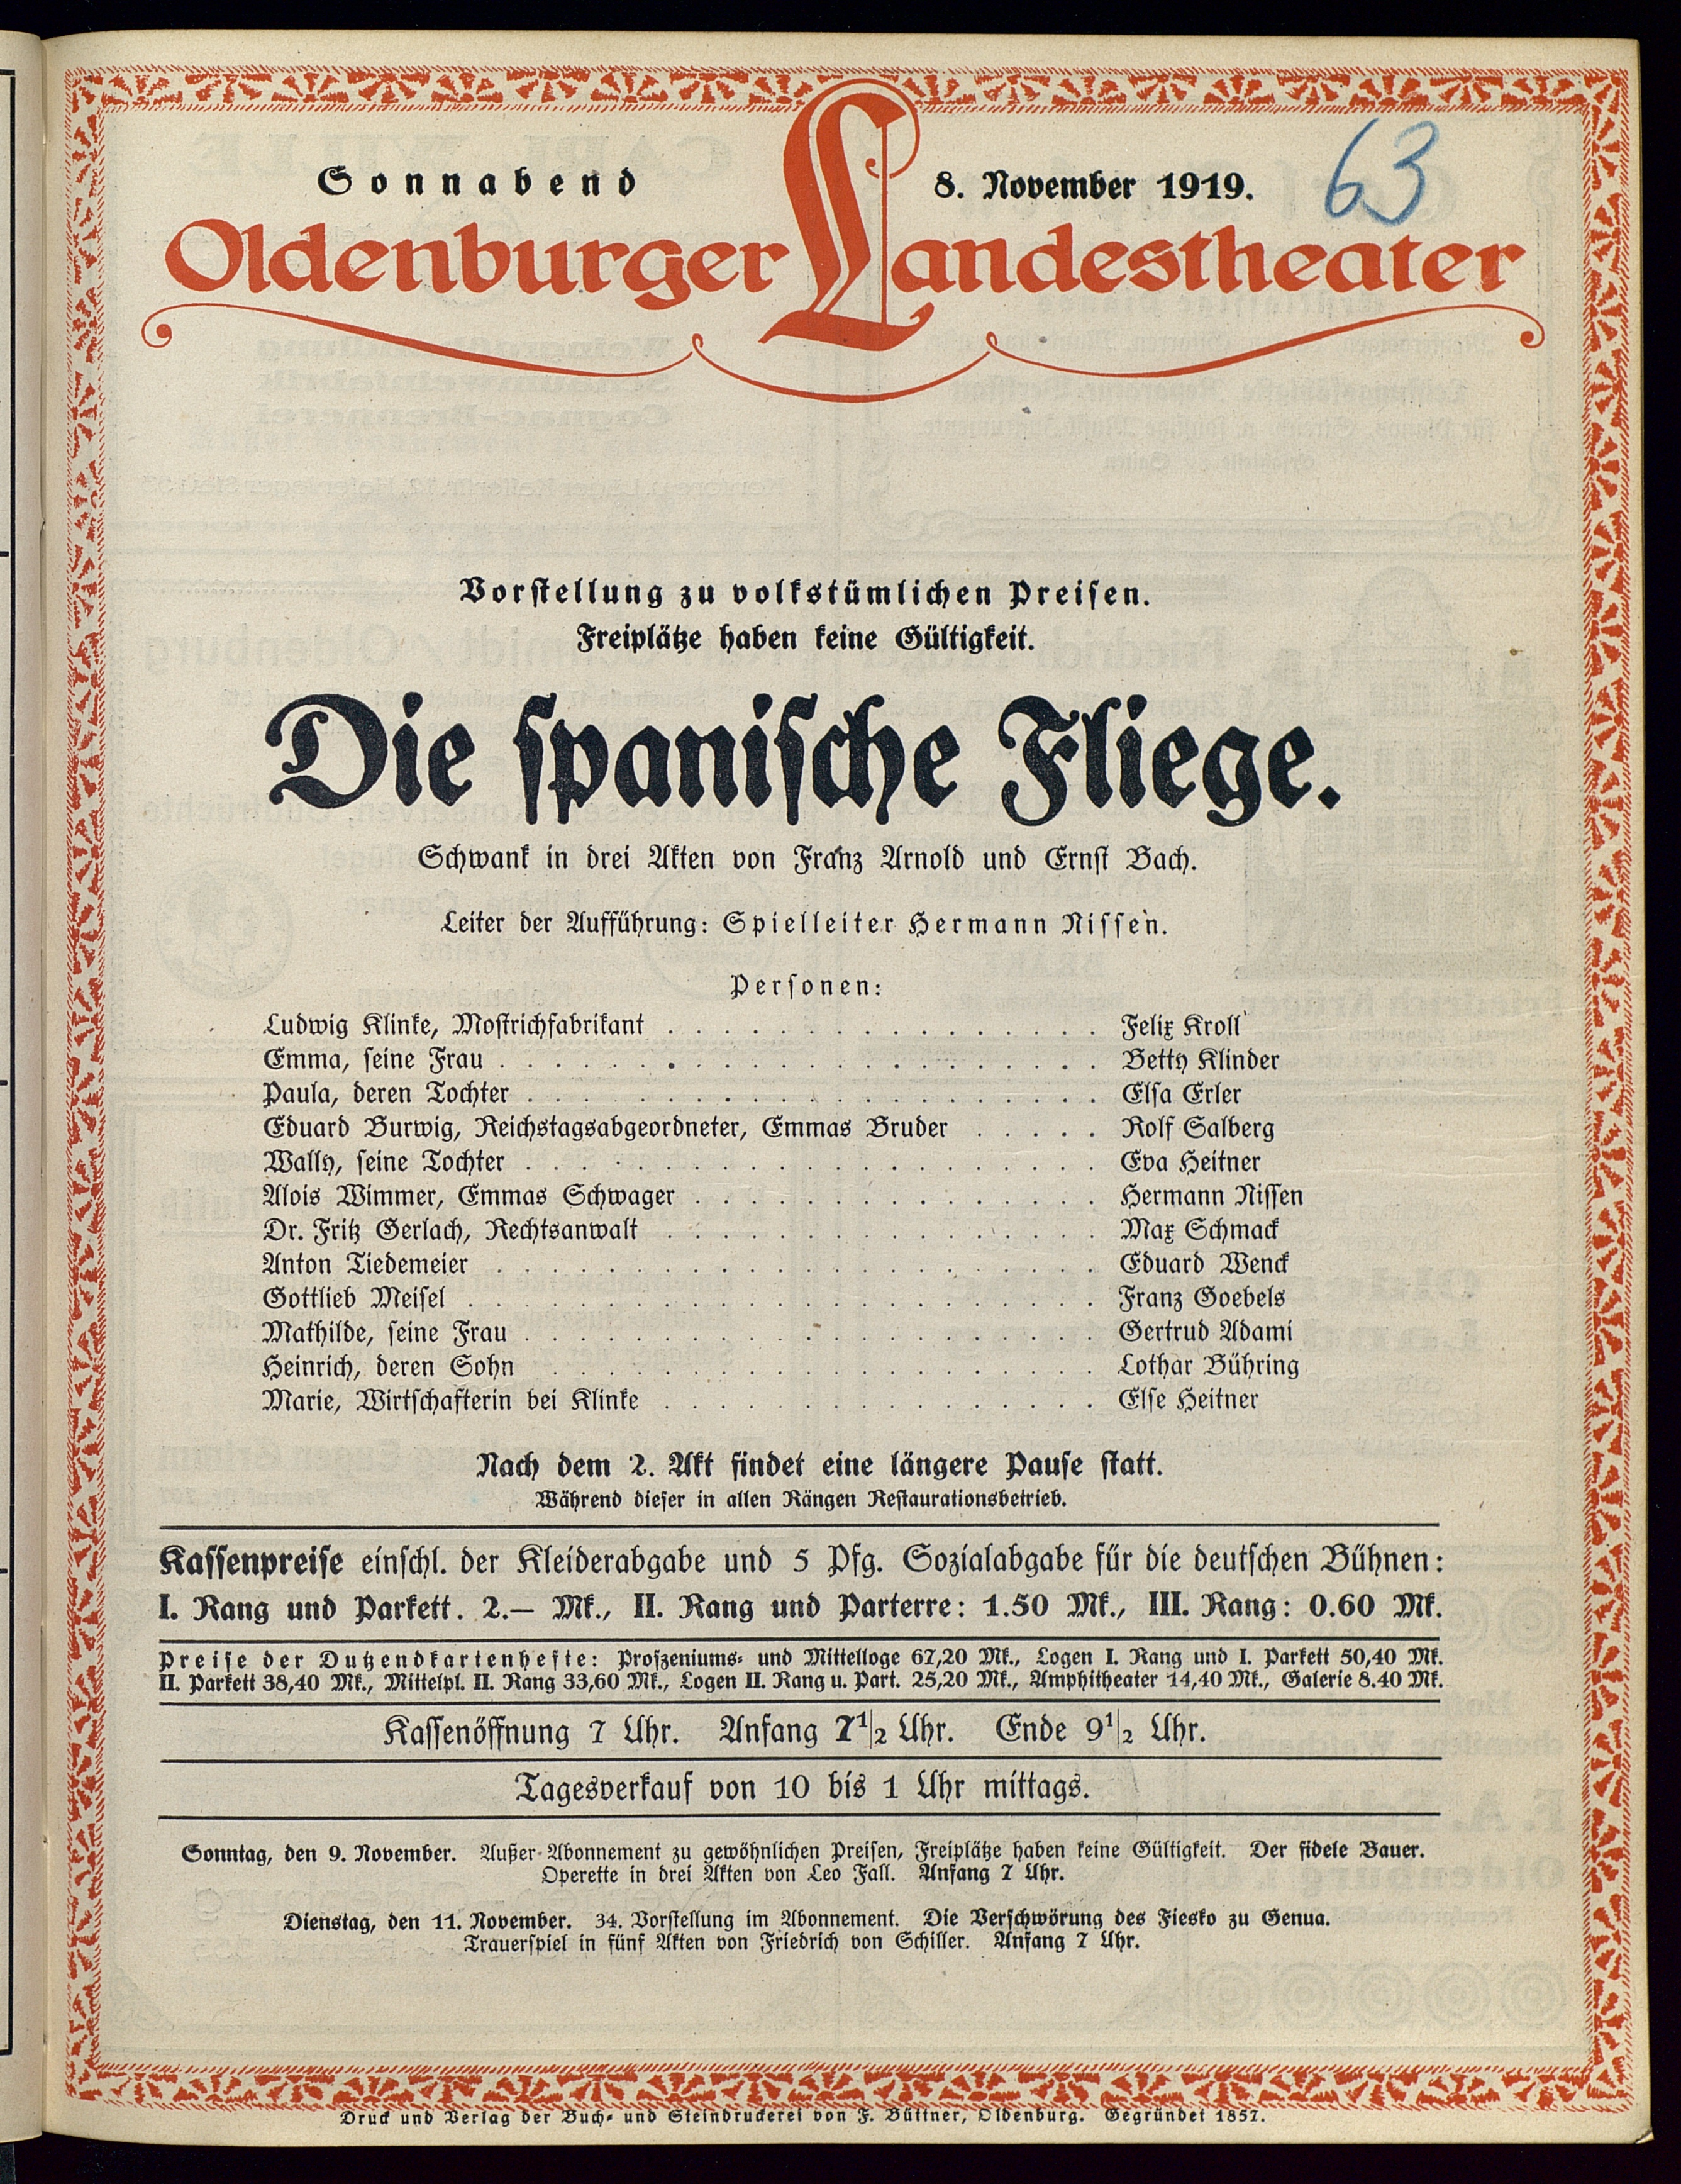 Sonnabend 8. November 1919. 63
Oldenburger Landestheater
Vorstellung zu volkstümlichen Preisen.
Freiplätze haben keine Gültigkeit.
Die spanische Fliege.
Schwank in drei Akten von Franz Arnold und Ernst Bach.
Leiter der Aufführung: Spielleiter Hermann Nissen.
Personen:
Ludwig Klinke, Mostrichfabrikant . . . . . . . . . . . . . . . . Felix Kroll
Emma, seine Frau . . . . . . . . . . . . . . . . . . . . . . Betty Klinder
Paula, deren Tochter . . . . . . . . . . . . . . . . . . . . . Elsa Erler
Eduard Burwig, Reichstagsabgeordneter, Emmas Bruder . . . . . Rolf Salberg
Wally, seine Tochter . . . . . . . . . . . . . . . . . . . . . Eva Heitner
Alois Wimmer, Emmas Schwager . . . . . . . . . . . . . . . Hermann Nissen
Dr. Fritz Gerlach, Rechtsanwalt . . . . . . . . . . . . . . . . Max Schmack
Anton Tiedemeier . . . . . . . . . . . . . . . . . . . . . . Eduard Wenck
Gottlieb Meisel . . . . . . . . . . . . . . . . . . . . . . . Franz Goebels
Mathilde, seine Frau . . . . . . . . . . . . . . . . . . . . . Gertrud Adami
Heinrich, deren Sohn . . . . . . . . . . . . . . . . . . . . Lothar Bühring
Marie, Wirtschafterin bei Klinke . . . . . . . . . . . . . . . . Else Heitner
Nach dem 2. Akt findet eine längere Pause statt.
Während dieser in allen Rängen Restaurationsbetrieb.
Kassenpreise einschl. der Kleiderabgabe und 5 Pfg. Sozialabgabe für die deutschen Bühnen:
I. Rang und Parkett. 2.— Mk., II. Rang und Parterre: 1.50 Mk., III. Rang: 0.60 Mk.
Preise der Dutzendkartenhefte: Proszeniums- und Mittelloge 67,20 Mk., Logen I. Rang und I. Parkett 50,40 Mk.
II. Parkett 38,40 Mk., Mittelpl. II. Rang 33,60 Mk., Logen II. Rang u. Part. 25,20 Mk., Amphitheater 14,40 Mk., Galerie 8.40 Mk.
Kassenöffnung 7 Uhr. Anfang 7 1/2 Uhr. Ende 9 1/2 Uhr.
Tagesverkauf von 10 bis 1 Uhr mittags.
Sonntag, den 9. November. Außer Abonnement zu gewöhnlichen Preisen, Freiplätze haben keine Gültigkeit. Der fidele Bauer.
Operette in drei Akten von Leo Fall. Anfang 7 Uhr.
Dienstag, den 11. November. 34. Vorstellung im Abonnement. Die Verschwörung des Fiesko zu Genua.
Trauerspiel in fünf Akten von Friedrich von Schiller. Anfang 7 Uhr.
Druck und Verlag der Buch- und Steindruckerei von F. Büttner, Oldenburg. Gegründet 1857.